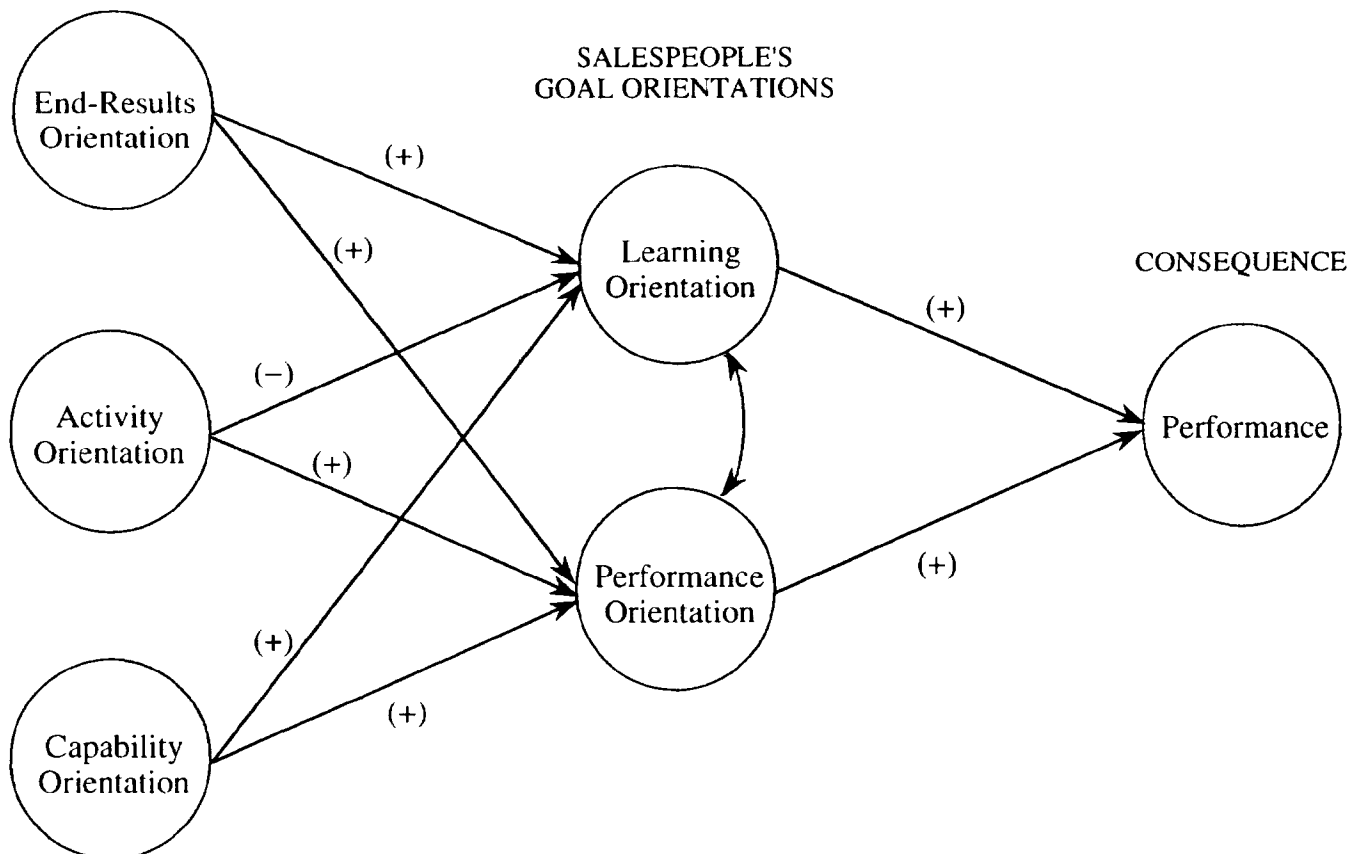 SALESPEOPLE'S
GOAL ORIENTATIONS
End-Results
Orientation
(+)
(+)
Learning
Orientation
CONSEQUENCE
(+)
Activity
Orientation
(−)
(+)
Performance
Performance
Orientation
(+)
(+)
(+)
Capability
Orientation